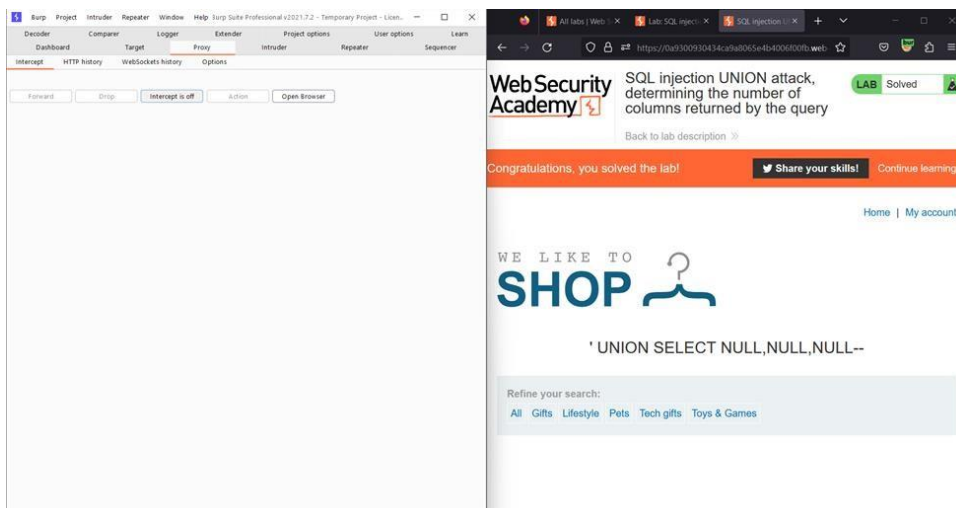 Burp Project Intruder Repeater Window Help Burp Suite Professional v2021.7.2 - Temporary Project - Licen...
Decoder Comparer Logger Extender Project options User options Learn
Dashboard Target Proxy Intruder Repeater Sequencer
Intercept HTTP history WebSockets history Options
Forward Drop Intercept is off Action Open Browser
All labs | Web S Lab: SQL injecti SQL injection U
https://0a9300930434ca9a8065e4b4006f00fb.web
WebSecurity
Academy
SQL injection UNION attack,
determining the number of
columns returned by the query
LAB Solved
Back to lab description
Congratulations, you solved the lab!
Share your skills!
Continue learning
Home | My account
WE LIKE TO
SHOP
' UNION SELECT NULL,NULL,NULL--
Refine your search:
All Gifts Lifestyle Pets Tech gifts Toys & Games